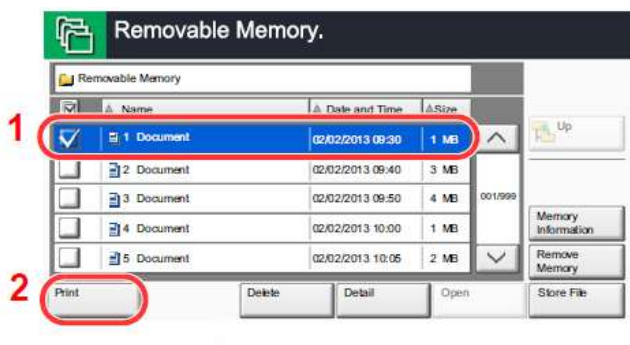 Removable Memory.
Removable Memory
Name Date and Time Size
1 1 Document 02/02/2013 09:30 1 MB
Up
2 Document 02/02/2013 09:40 3 MB
3 Document 02/02/2013 09:50 4 MB 001/999
4 Document 02/02/2013 10:00 1 MB
Memory
Information
5 Document 02/02/2013 10:05 2 MB
Remove
Memory
2 Print Delete Detail Open Store File